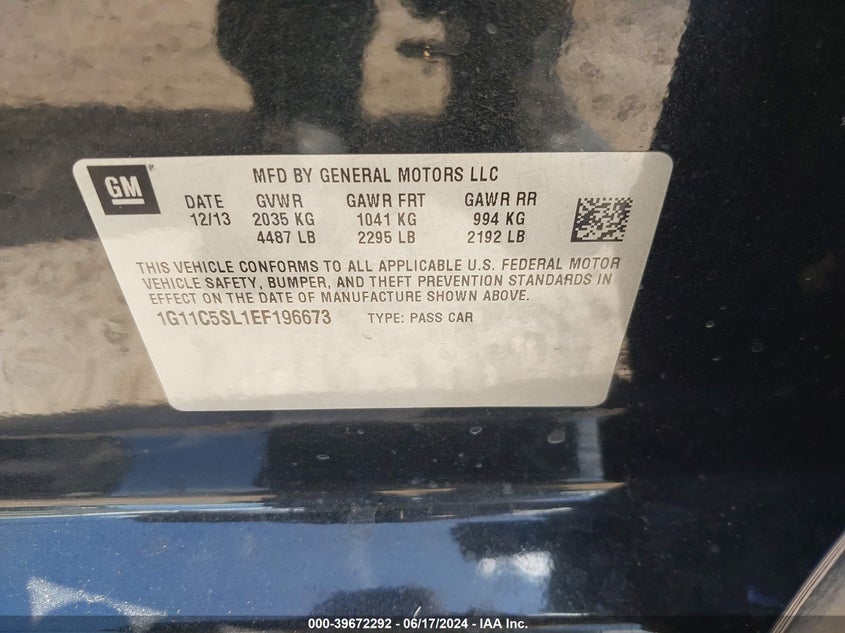 GM®
MFD BY GENERAL MOTORS LLC
DATE GVWR GAWR FRT GAWR RR
12/13 2035 KG 1041 KG 994 KG
4487 LB 2295 LB 2192 LB
THIS VEHICLE CONFORMS TO ALL APPLICABLE U.S. FEDERAL MOTOR
VEHICLE SAFETY, BUMPER, AND THEFT PREVENTION STANDARDS IN
EFFECT ON THE DATE OF MANUFACTURE SHOWN ABOVE.
1G11C5SL1EF196673 TYPE: PASS CAR
000-39672292 - 06/17/2024 - IAA Inc.